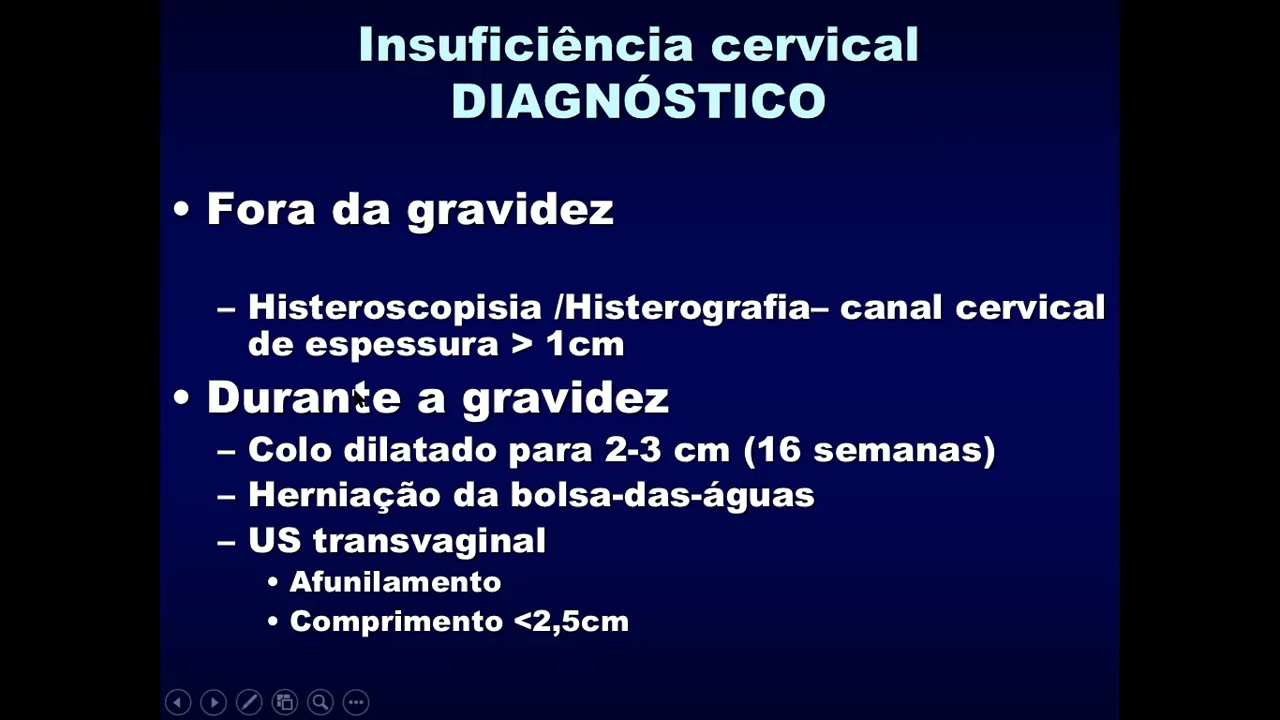 Insuficiência cervical
DIAGNÓSTICO
• Fora da gravidez
– Histeroscopisia /Histerografia– canal cervical
de espessura > 1cm
• Durante a gravidez
– Colo dilatado para 2-3 cm (16 semanas)
– Herniação da bolsa-das-águas
– US transvaginal
• Afunilamento
• Comprimento <2,5cm